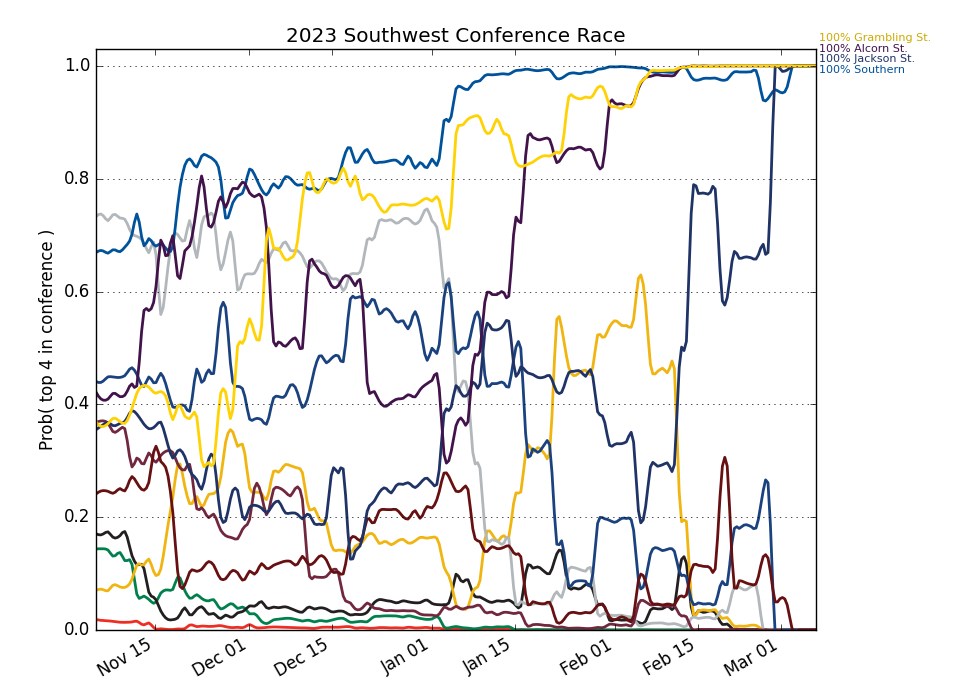 2023 Southwest Conference Race
100% Grambling St.
100% Alcorn St.
100% Jackson St.
100% Southern
Prob( top 4 in conference )
1.0
0.8
0.6
0.4
0.2
0.0
Nov 15
Dec 01
Dec 15
Jan 01
Jan 15
Feb 01
Feb 15
Mar 01